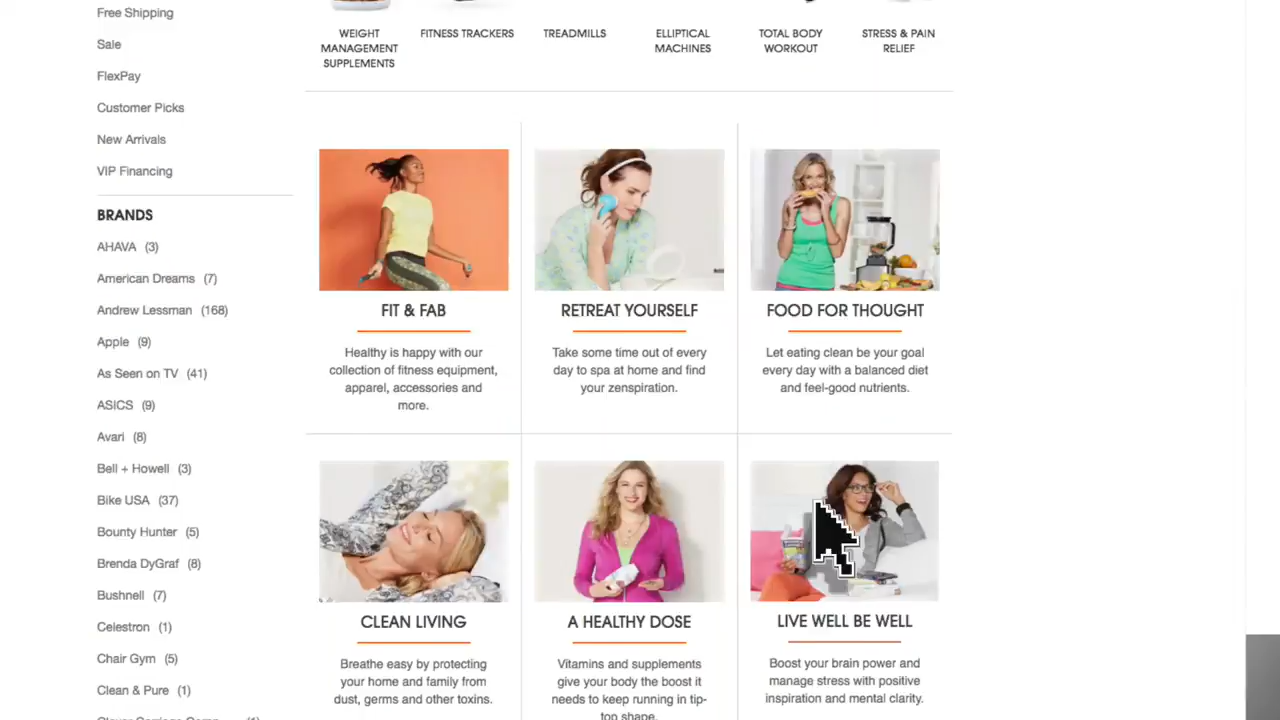 Free Shipping
Sale
FlexPay
Customer Picks
New Arrivals
VIP Financing
BRANDS
AHAVA (3)
American Dreams (7)
Andrew Lessman (168)
Apple (9)
As Seen on TV (41)
ASICS (9)
Avari (8)
Bell + Howell (3)
Bike USA (37)
Bounty Hunter (5)
Brenda DyGraf (8)
Bushnell (7)
Celestron (1)
Chair Gym (5)
Clean & Pure (1)
WEIGHT
MANAGEMENT
SUPPLEMENTS
FITNESS TRACKERS
TREADMILLS
ELLIPTICAL
MACHINES
TOTAL BODY
WORKOUT
STRESS & PAIN
RELIEF
FIT & FAB
Healthy is happy with our
collection of fitness equipment,
apparel, accessories and
more.
RETREAT YOURSELF
Take some time out of every
day to spa at home and find
your zenspiration.
FOOD FOR THOUGHT
Let eating clean be your goal
every day with a balanced diet
and feel-good nutrients.
CLEAN LIVING
Breathe easy by protecting
your home and family from
dust, germs and other toxins.
A HEALTHY DOSE
Vitamins and supplements
give your body the boost it
needs to keep running in tip-
top shape.
LIVE WELL BE WELL
Boost your brain power and
manage stress with positive
inspiration and mental clarity.